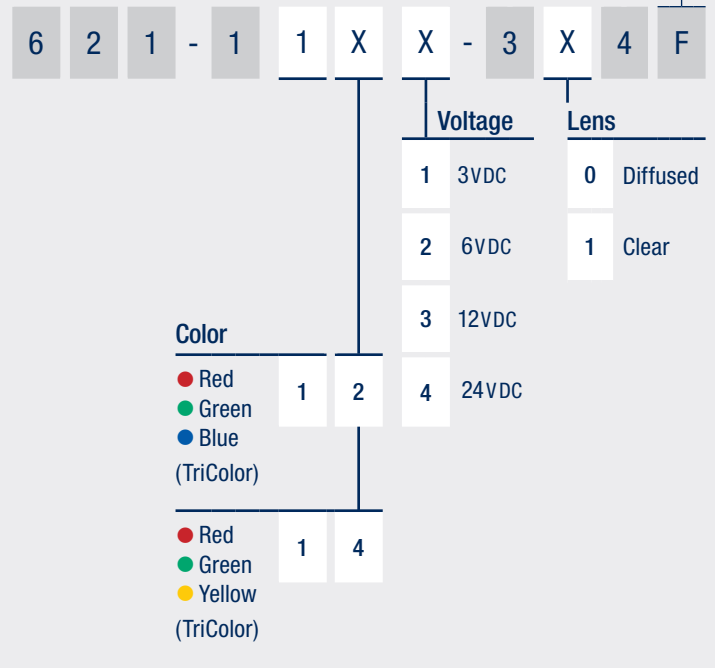 6 2 1 - 1 1 X X - 3 X 4 F
Voltage
1 3VDC
2 6VDC
3 12VDC
4 24VDC
Lens
0 Diffused
1 Clear
Color
Red
Green
Blue
(TriColor)
1 2
Red
Green
Yellow
(TriColor)
1 4